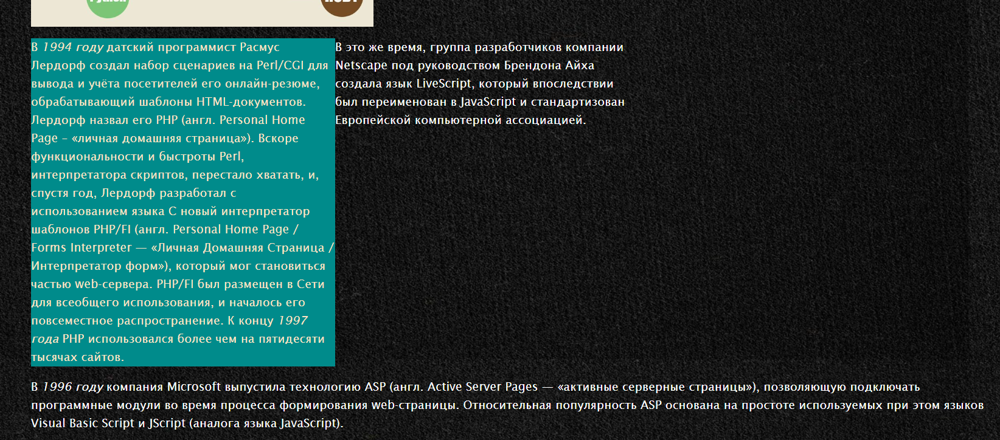 В 1994 году датский программист Расмус
Лердорф создал набор сценариев на Perl/CGI для
вывода и учёта посетителей его онлайн-резюме,
обрабатывающий шаблоны HTML-документов.
Лердорф назвал его PHP (англ. Personal Home
Page – «личная домашняя страница»). Вскоре
функциональности и быстроты Perl,
интерпретатора скриптов, перестало хватать, и,
спустя год, Лердорф разработал с
использованием языка C новый интерпретатор
шаблонов PHP/FI (англ. Personal Home Page /
Forms Interpreter — «Личная Домашняя Страница /
Интерпретатор форм»), который мог становиться
частью web-сервера. PHP/FI был размещен в Сети
для всеобщего использования, и началось его
повсеместное распространение. К концу 1997
года PHP использовался более чем на пятидесяти
тысячах сайтов.
В это же время, группа разработчиков компании
Netscape под руководством Брендона Айха
создала язык LiveScript, который впоследствии
был переименован в JavaScript и стандартизован
Европейской компьютерной ассоциацией.
В 1996 году компания Microsoft выпустила технологию ASP (англ. Active Server Pages — «активные серверные страницы»), позволяющую подключать
программные модули во время процесса формирования web-страницы. Относительная популярность ASP основана на простоте используемых при этом языков
Visual Basic Script и JScript (аналога языка JavaScript).